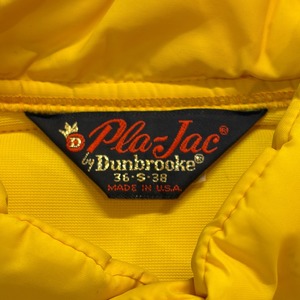 D Pla-Jac®
by Dunbrooke®
36-S-38
MADE IN U.S.A.